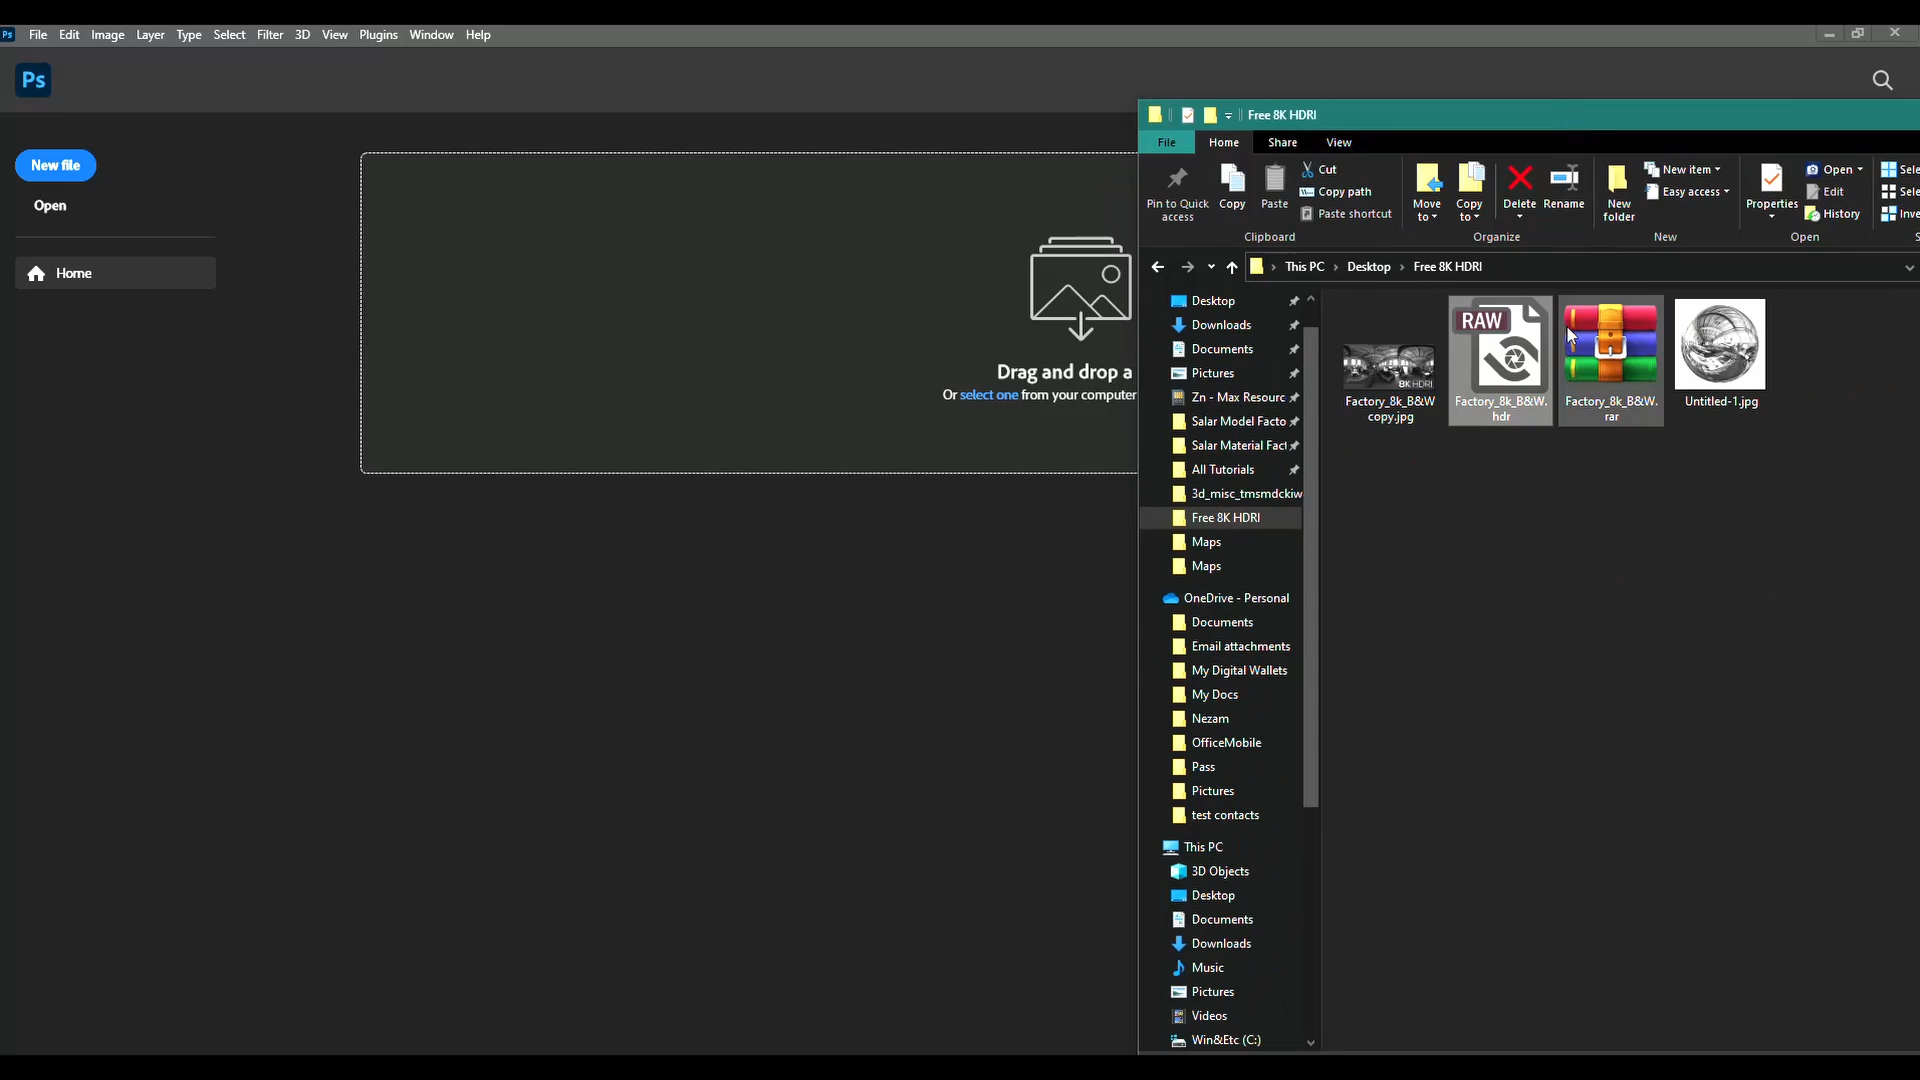 Ps File Edit Image Layer Type Select Filter 3D View Plugins Window Help
Ps
New file
Open
Home
Drag and drop a
Or select one from your computer
Free 8K HDRI
File Home Share View
Pin to Quick
access
Copy
Paste
Cut
Copy path
Paste shortcut
Clipboard
Move
to
Copy
to
Delete
Rename
Organize
New
folder
New item
Easy access
New
Properties
Open
Edit
History
Open
Sele
Sele
Inve
S
This PC Desktop Free 8K HDRI
Desktop
Downloads
Documents
Pictures
Zn - Max Resourc
Salar Model Facto
Salar Material Fact
All Tutorials
3d_misc_tmsmdckiw
Free 8K HDRI
Maps
Maps
OneDrive - Personal
Documents
Email attachments
My Digital Wallets
My Docs
Nezam
OfficeMobile
Pass
Pictures
test contacts
This PC
3D Objects
Desktop
Documents
Downloads
Music
Pictures
Videos
Win&Etc (C:)
8K HDRI
Factory_8k_B&W
copy.jpg
RAW
Factory_8k_B&W.
hdr
Factory_8k_B&W.
rar
Untitled-1.jpg